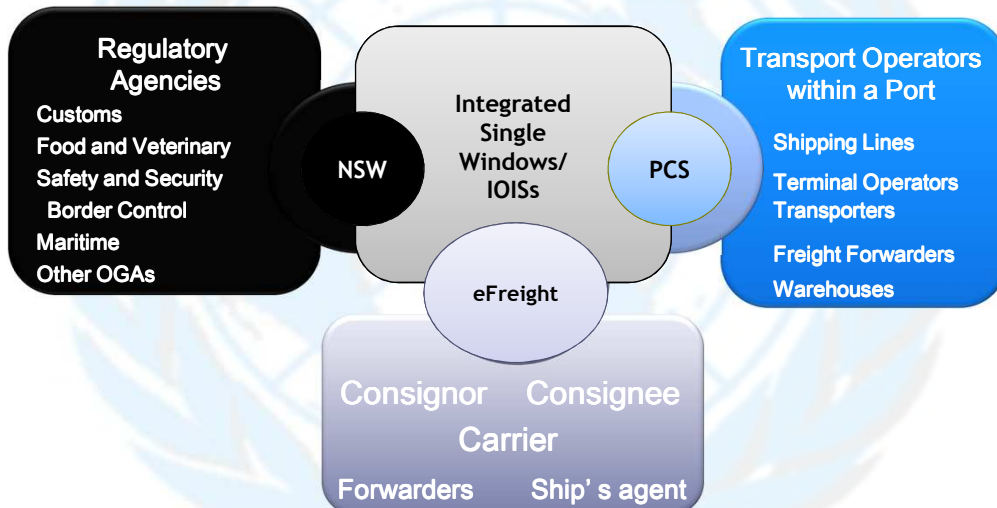 Regulatory
Agencies
Customs
Food and Veterinary
Safety and Security
Border Control
Maritime
Other OGAs
NSW
Integrated
Single
Windows/
IOISs
PCS
eFreight
Transport Operators
within a Port
Shipping Lines
Terminal Operators
Transporters
Freight Forwarders
Warehouses
Consignor Consignee
Carrier
Forwarders Ship' s agent